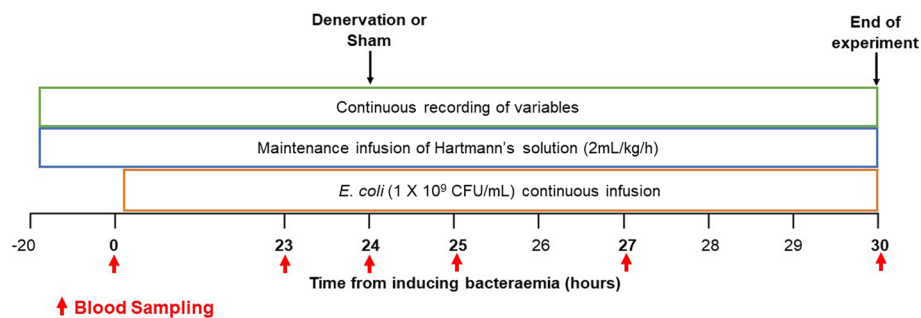 Denervation or
Sham
End of
experiment
Continuous recording of variables
Maintenance infusion of Hartmann's solution (2mL/kg/h)
E. coli (1 X 10⁹ CFU/mL) continuous infusion
-20 0 23 24 25 26 27 28 29 30
Time from inducing bacteraemia (hours)
Blood Sampling